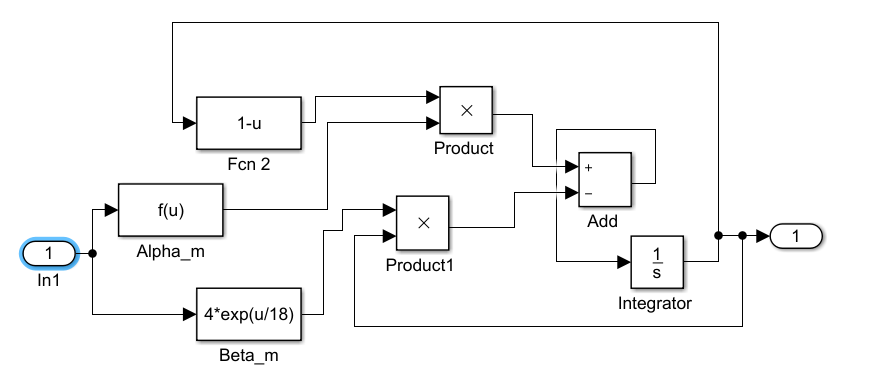 1-u
Fcn 2
×
Product
f(u)
Alpha_m
×
Product1
+
−
Add
1
In1
4*exp(u/18)
Beta_m
1
s
Integrator
1